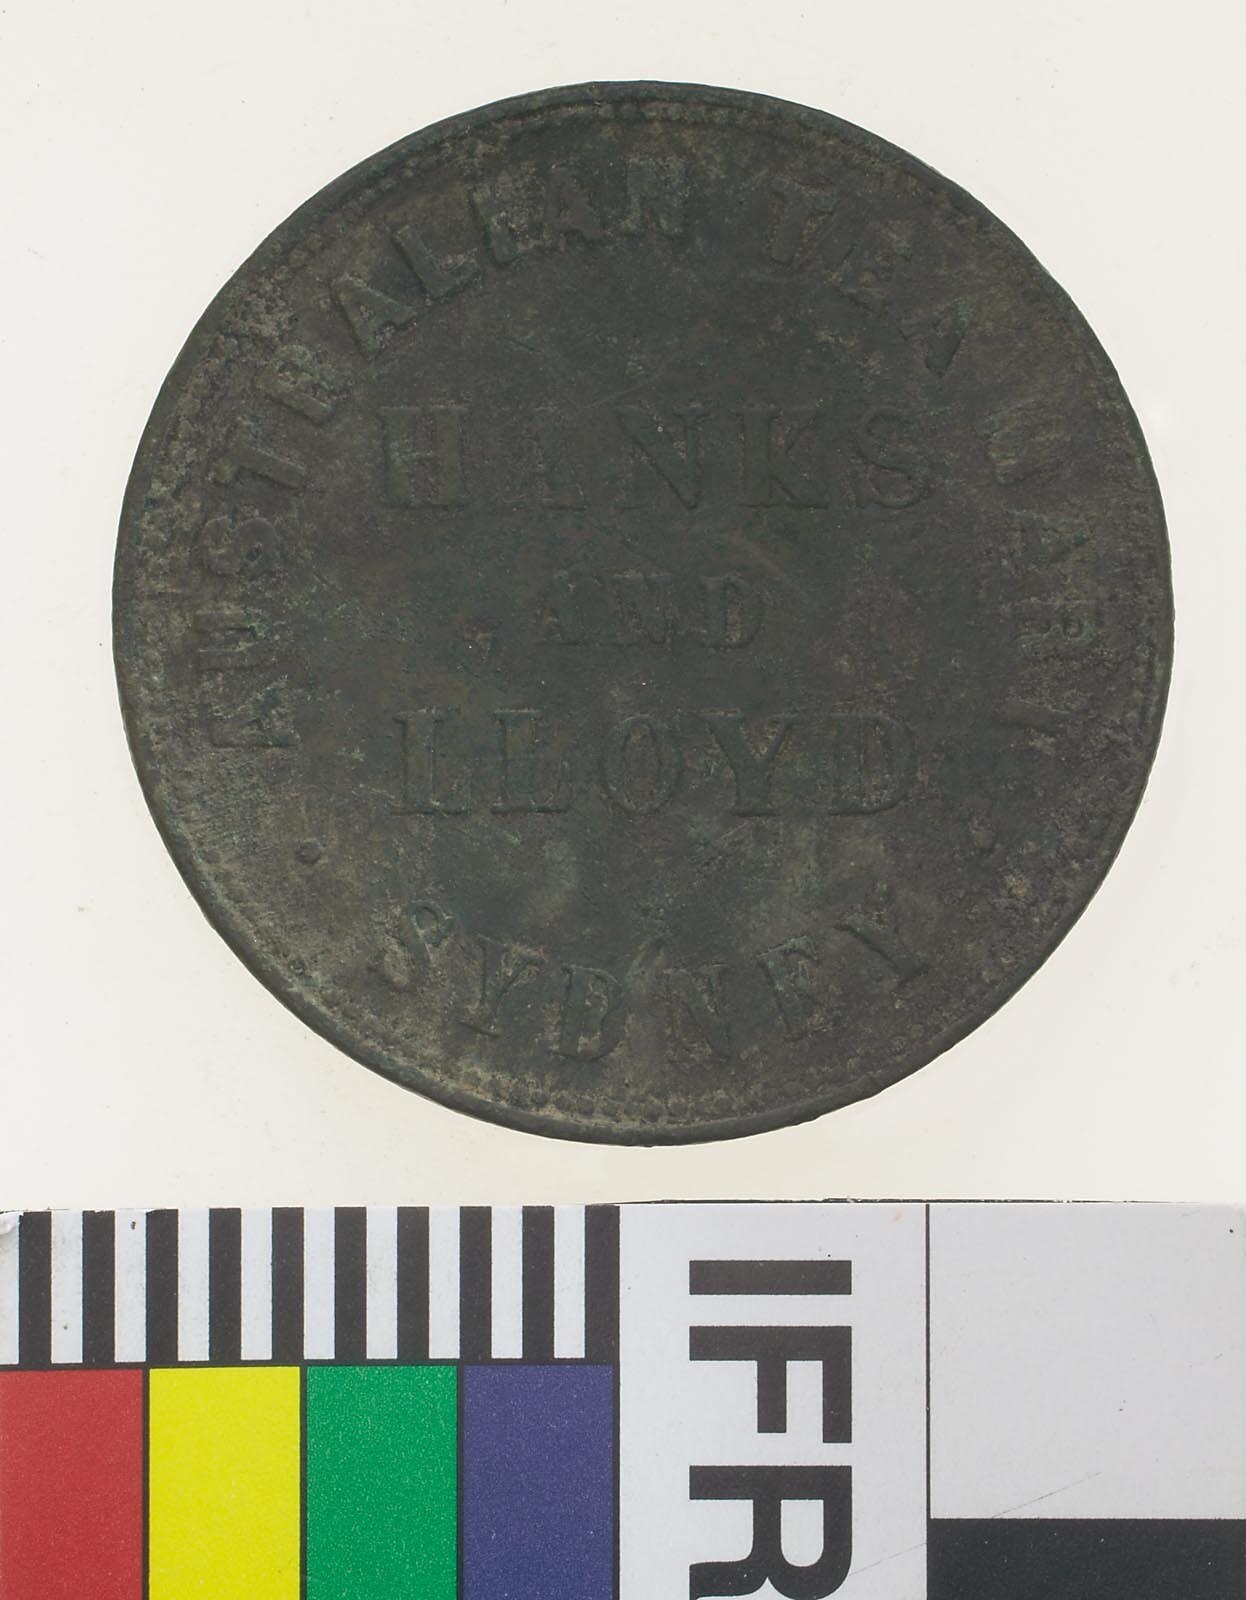 AUSTRALIAN TEA MART
HANKS
AND
LLOYD
SYDNEY
IFR